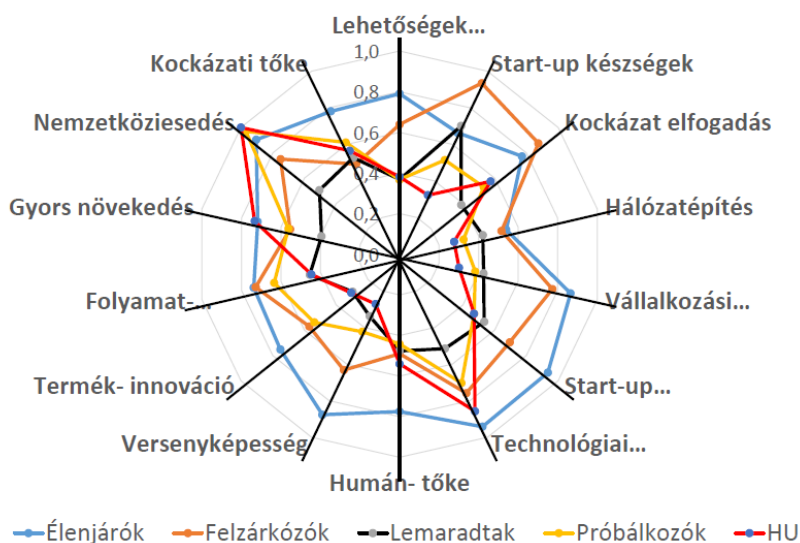 Lehetőségek...
1,0
Kockázati tőke
Start-up készségek
0,8
Nemzetköziesedés
0,6
Kockázat elfogadás
0,4
Gyors növekedés
0,2
Hálózatépítés
0,0
Folyamat-...
Vállalkozási...
Termék- innováció
Start-up...
Versenyképesség
Technológiai...
Humán- tőke
Élenjárók Felzárkózók Lemaradtak Próbálkozók HU